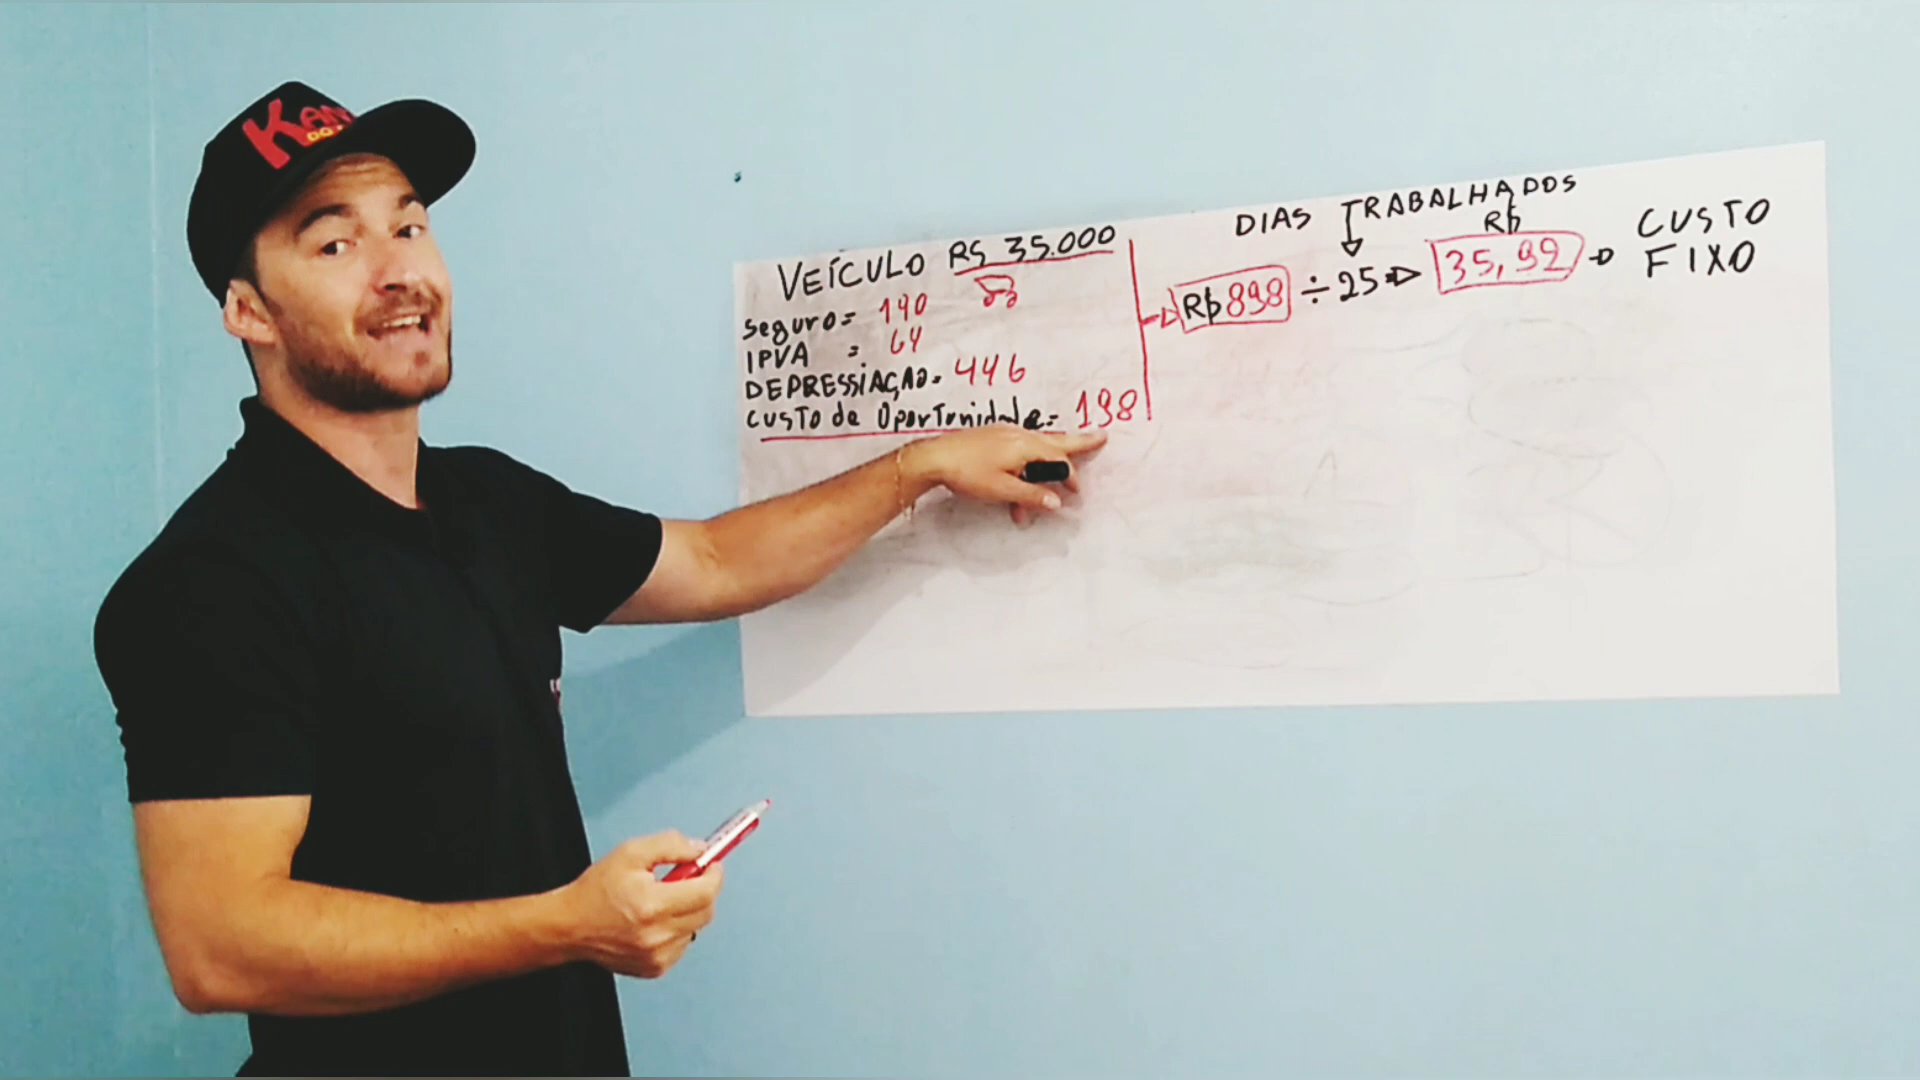 VEÍCULO R$ 35.000
Seguro= 190
IPVA = 64
DEPRESSIAÇÃO= 446
Custo de Oportunidade= 198
R$898
DIAS TRABALHADOS
÷ 25
R$
35,92
CUSTO
FIXO